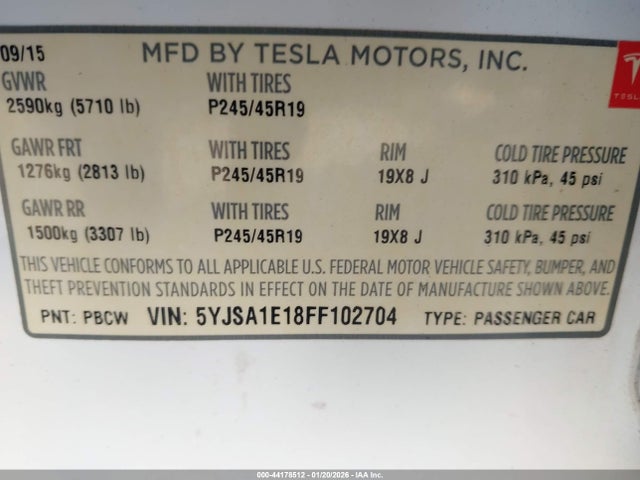 09/15 MFD BY TESLA MOTORS, INC.
TESLA
GVWR WITH TIRES
2590kg (5710 lb) P245/45R19
GAWR FRT WITH TIRES RIM COLD TIRE PRESSURE
1276kg (2813 lb) P245/45R19 19X8 J 310 kPa, 45 psi
GAWR RR WITH TIRES RIM COLD TIRE PRESSURE
1500kg (3307 lb) P245/45R19 19X8 J 310 kPa, 45 psi
THIS VEHICLE CONFORMS TO ALL APPLICABLE U.S. FEDERAL MOTOR VEHICLE SAFETY, BUMPER, AND
THEFT PREVENTION STANDARDS IN EFFECT ON THE DATE OF MANUFACTURE SHOWN ABOVE.
PNT: PBCW VIN: 5YJSA1E18FF102704 TYPE: PASSENGER CAR
000-44178512 - 01/20/2026 - IAA Inc.